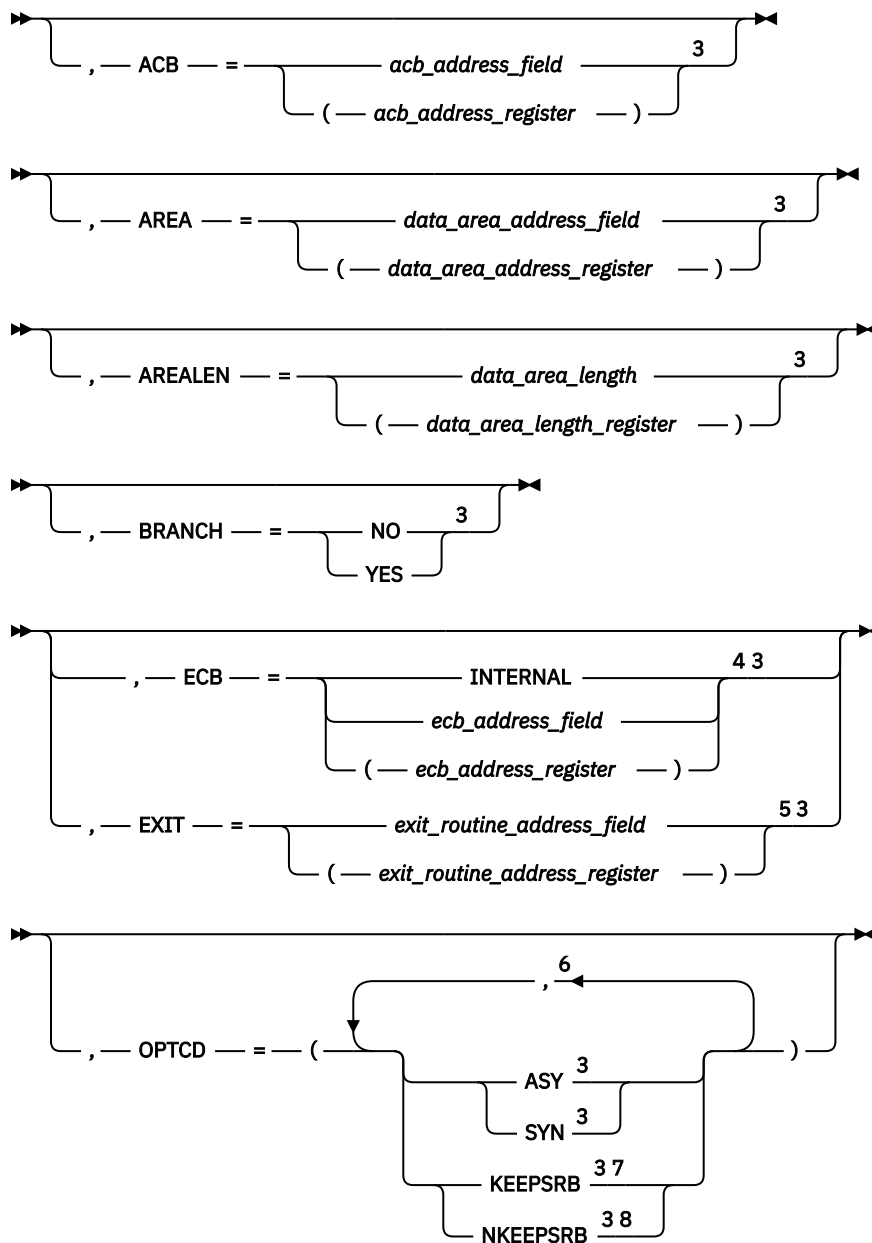 3
, ACB = acb_address_field
( acb_address_register )
3
, AREA = data_area_address_field
( data_area_address_register )
3
, AREALEN = data_area_length
( data_area_length_register )
3
, BRANCH = NO
YES
4 3
, ECB = INTERNAL
ecb_address_field
( ecb_address_register )
5 3
, EXIT = exit_routine_address_field
( exit_routine_address_register )
6
,
, OPTCD = ( )
ASY 3
SYN 3
KEEPSRB 3 7
NKEEPSRB 3 8